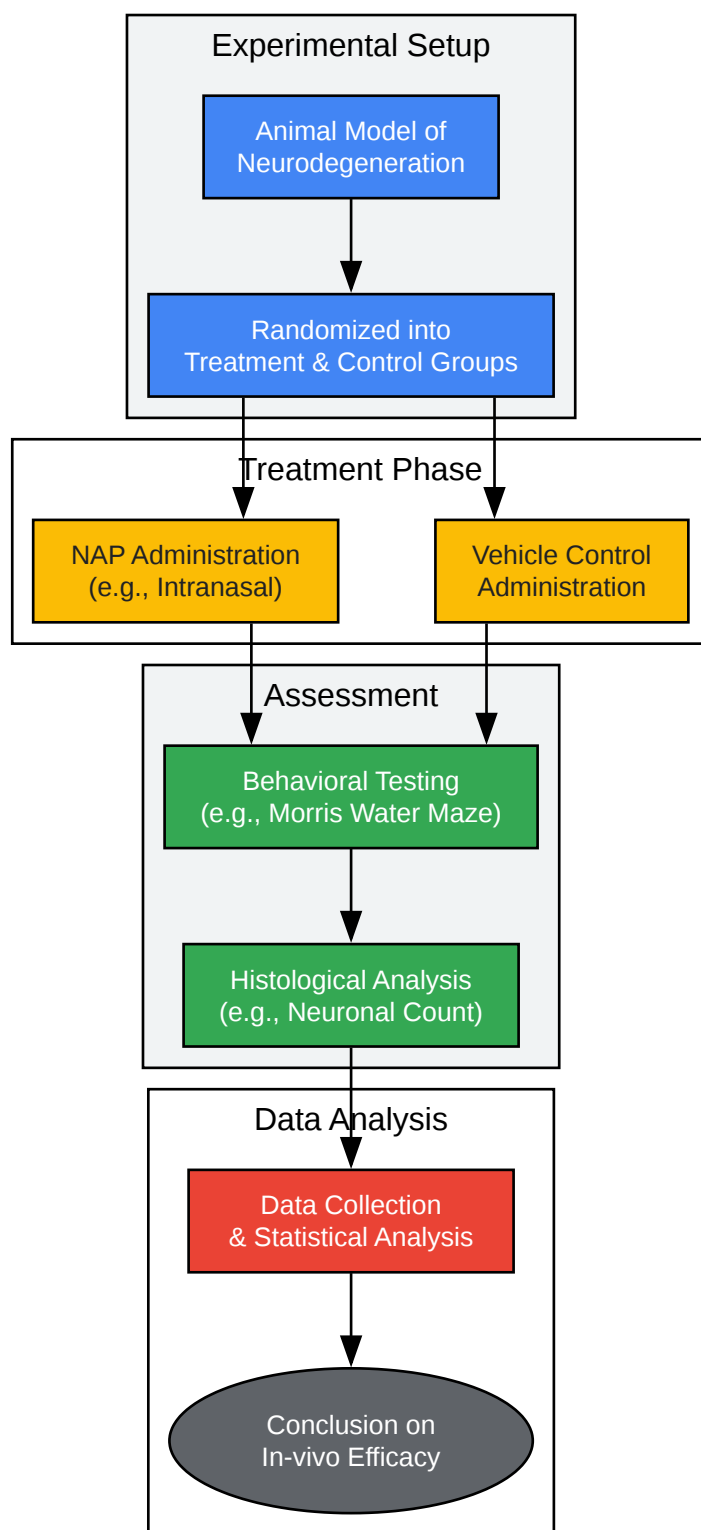 Experimental Setup
Animal Model of
Neurodegeneration
Randomized into
Treatment & Control Groups
Treatment Phase
NAP Administration
(e.g., Intranasal)
Vehicle Control
Administration
Assessment
Behavioral Testing
(e.g., Morris Water Maze)
Histological Analysis
(e.g., Neuronal Count)
Data Analysis
Data Collection
& Statistical Analysis
Conclusion on
In-vivo Efficacy